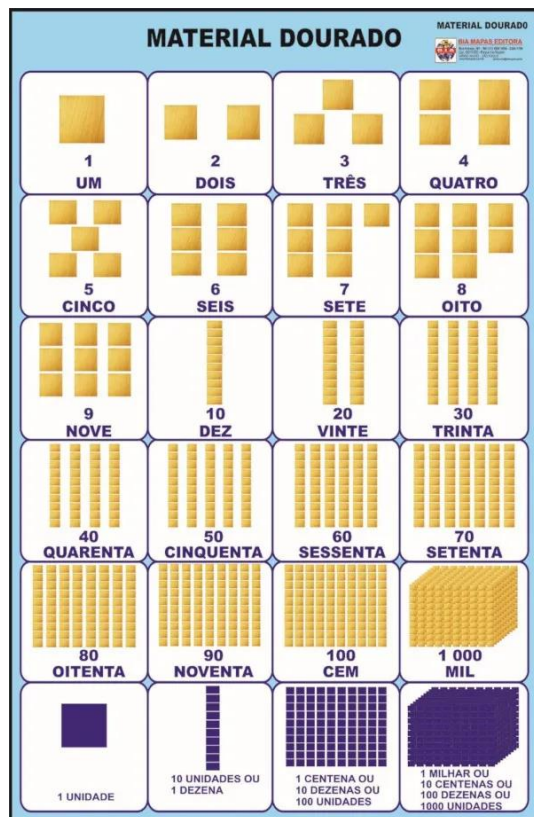 MATERIAL DOURADO
MATERIAL DOURADO
BIA MAPAS EDITORA
1
UM
2
DOIS
3
TRÊS
4
QUATRO
5
CINCO
6
SEIS
7
SETE
8
OITO
9
NOVE
10
DEZ
20
VINTE
30
TRINTA
40
QUARENTA
50
CINQUENTA
60
SESSENTA
70
SETENTA
80
OITENTA
90
NOVENTA
100
CEM
1 000
MIL
1 UNIDADE
10 UNIDADES OU
1 DEZENA
1 CENTENA OU
10 DEZENAS OU
100 UNIDADES
1 MILHAR OU
10 CENTENAS OU
100 DEZENAS OU
1000 UNIDADES